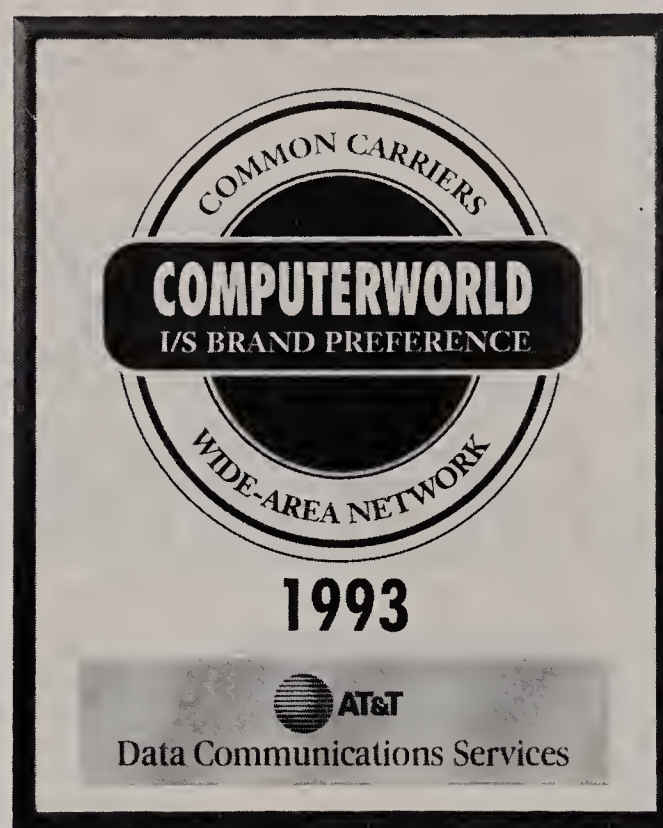 COMMON CARRIERS
COMPUTERWORLD
I/S BRAND PREFERENCE
WIDE-AREA NETWORK
1993
AT&T
Data Communications Services